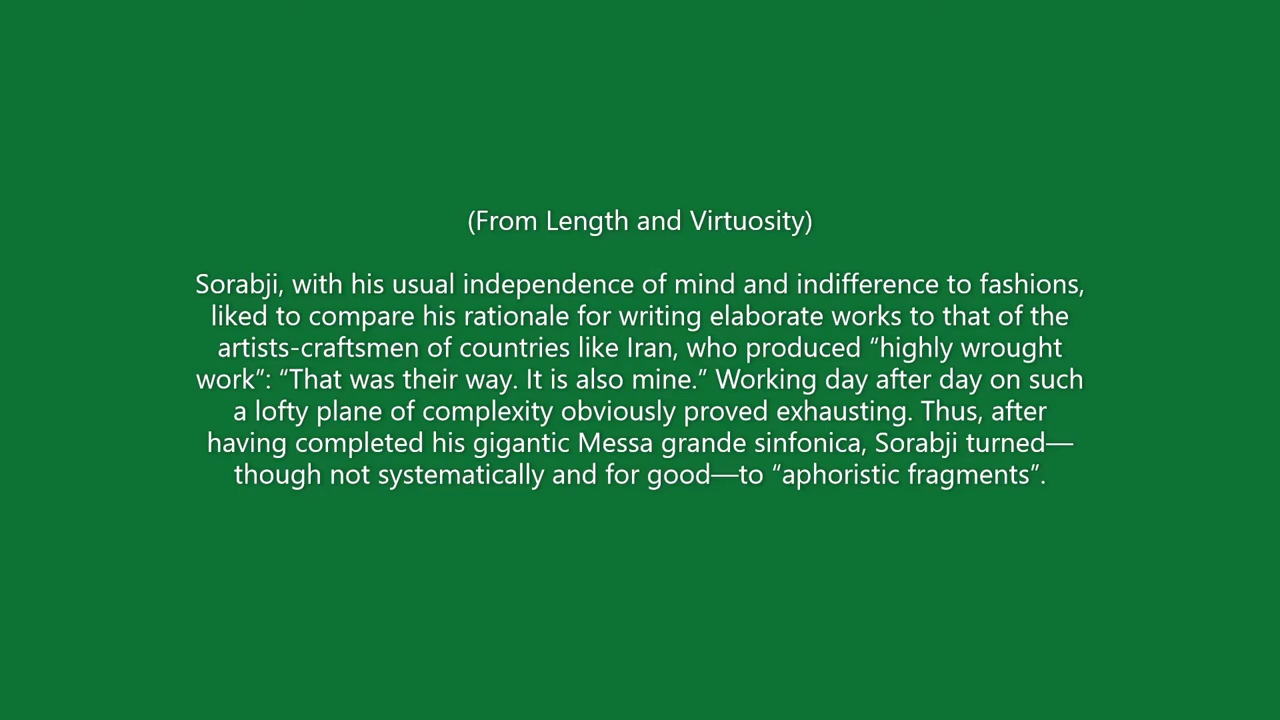 (From Length and Virtuosity)
Sorabji, with his usual independence of mind and indifference to fashions,
liked to compare his rationale for writing elaborate works to that of the
artists-craftsmen of countries like Iran, who produced “highly wrought
work”: “That was their way. It is also mine.” Working day after day on such
a lofty plane of complexity obviously proved exhausting. Thus, after
having completed his gigantic Messa grande sinfonica, Sorabji turned—
though not systematically and for good—to “aphoristic fragments”.